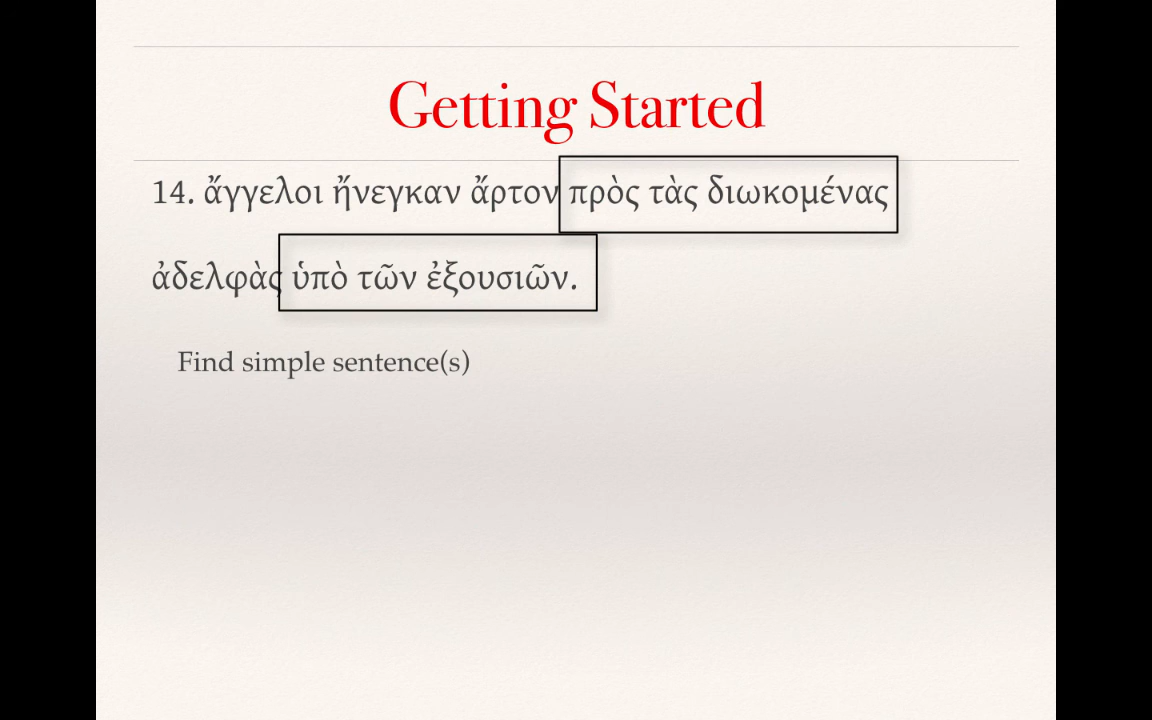 Getting Started
14. ἄγγελοι ἤνεγκαν ἄρτον πρὸς τὰς διωκομένας
ἀδελφὰς ὑπὸ τῶν ἐξουσιῶν.
Find simple sentence(s)